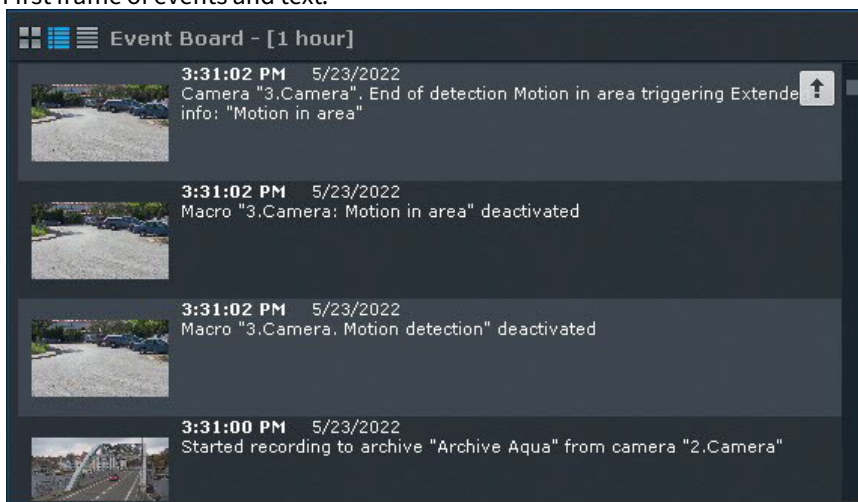 First frame of events and text.
Event Board - [1 hour]
3:31:02 PM 5/23/2022
Camera "3.Camera". End of detection Motion in area triggering Extende
info: "Motion in area"
3:31:02 PM 5/23/2022
Macro "3.Camera: Motion in area" deactivated
3:31:02 PM 5/23/2022
Macro "3.Camera. Motion detection" deactivated
3:31:00 PM 5/23/2022
Started recording to archive "Archive Aqua" from camera "2.Camera"